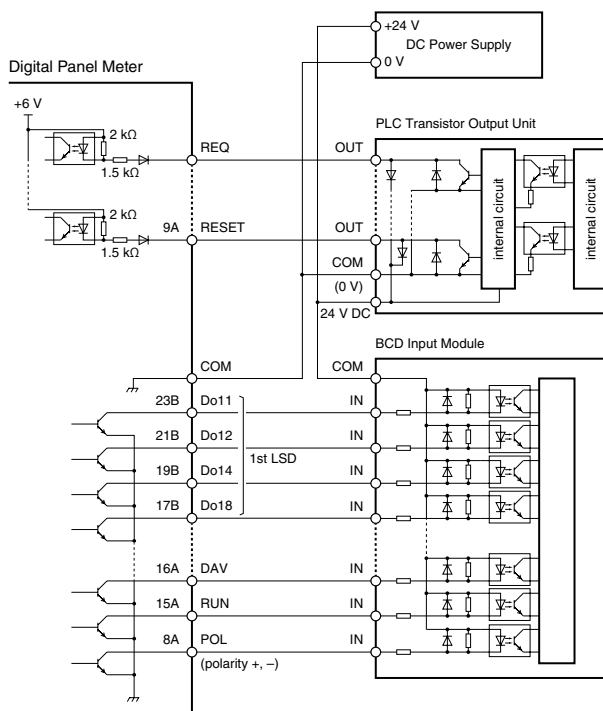 +24 V
DC Power Supply
0 V
Digital Panel Meter
+6 V
2 kΩ
1.5 kΩ
REQ
PLC Transistor Output Unit
OUT
internal circuit
internal circuit
2 kΩ
1.5 kΩ
9A RESET
OUT
COM
(0 V)
24 V DC
BCD Input Module
COM
COM
23B Do11
IN
21B Do12
IN
1st LSD
19B Do14
IN
17B Do18
IN
16A DAV
IN
15A RUN
IN
8A POL
IN
(polarity +, –)